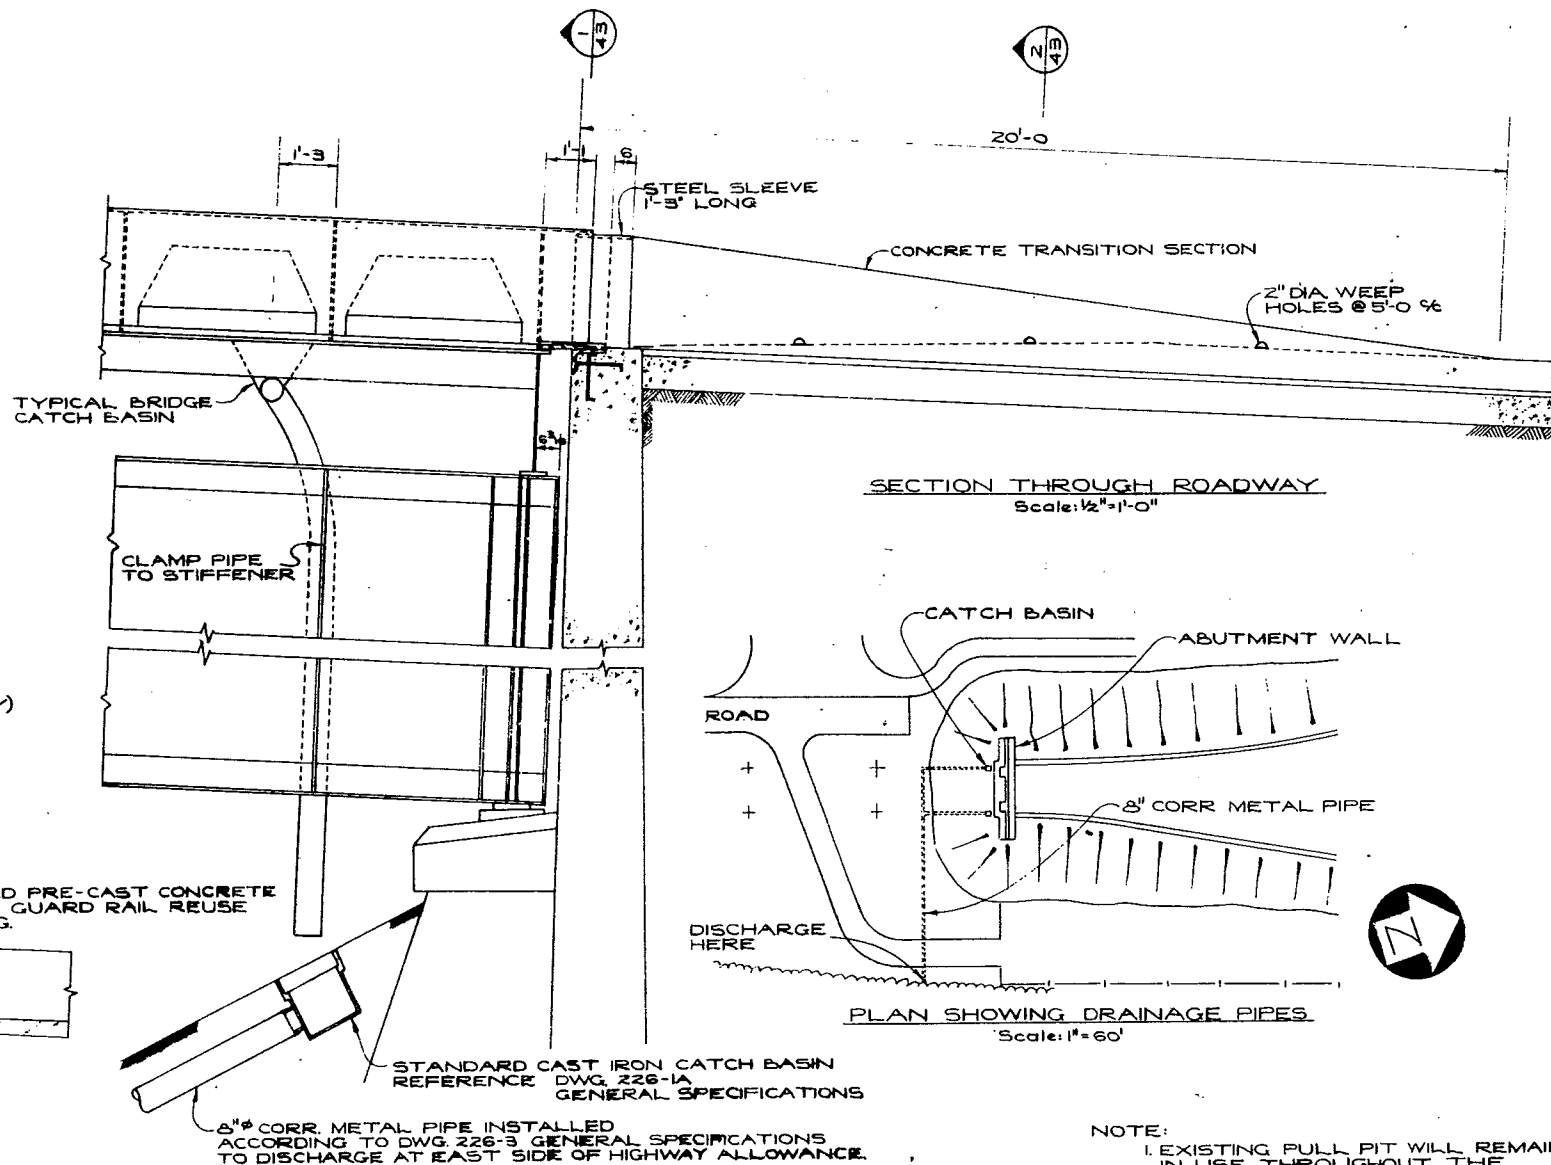 1
43
2
43
20'-0
1'-3
1'-1
6
STEEL SLEEVE
1'-3" LONG
CONCRETE TRANSITION SECTION
2" DIA. WEEP
HOLES @ 5'-0 %
TYPICAL BRIDGE
CATCH BASIN
SECTION THROUGH ROADWAY
Scale: ½"=1'-0"
CLAMP PIPE
TO STIFFENER
CATCH BASIN
ABUTMENT WALL
ROAD
8" CORR METAL PIPE
D PRE-CAST CONCRETE
GUARD RAIL REUSE
G.
DISCHARGE
HERE
N
PLAN SHOWING DRAINAGE PIPES
Scale: 1"=60'
STANDARD CAST IRON CATCH BASIN
REFERENCE DWG. 226-1A
GENERAL SPECIFICATIONS
8"ø CORR. METAL PIPE INSTALLED
ACCORDING TO DWG. 226-3 GENERAL SPECIFICATIONS
TO DISCHARGE AT EAST SIDE OF HIGHWAY ALLOWANCE.
NOTE:
1. EXISTING PULL PIT WILL REMAIN
IN USE THROUGHOUT THE